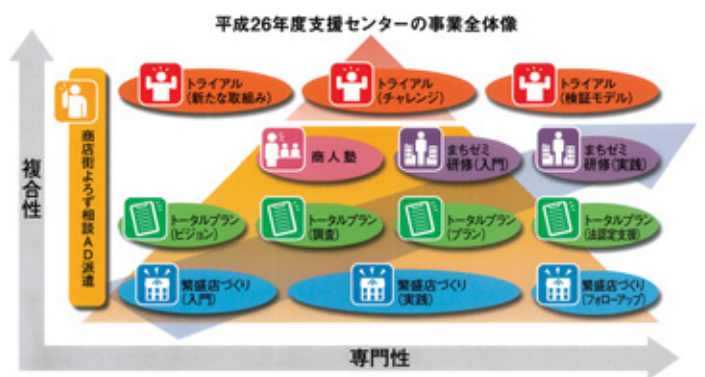 平成26年度支援センターの事業全体像
複合性
商店街よろず相談AD派遣
トライアル
(新たな取組み)
トライアル
(チャレンジ)
トライアル
(検証モデル)
商人塾
まちゼミ
研修(入門)
まちゼミ
研修(実践)
トータルプラン
(ビジョン)
トータルプラン
(調査)
トータルプラン
(プラン)
トータルプラン
(法認定支援)
繁盛店づくり
(入門)
繁盛店づくり
(実践)
繁盛店づくり
(フォローアップ)
専門性